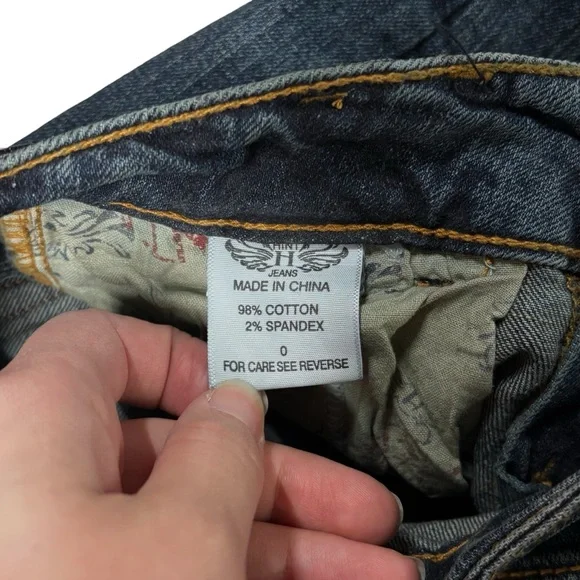 HINT
H
JEANS
MADE IN CHINA
98% COTTON
2% SPANDEX
0
FOR CARE SEE REVERSE